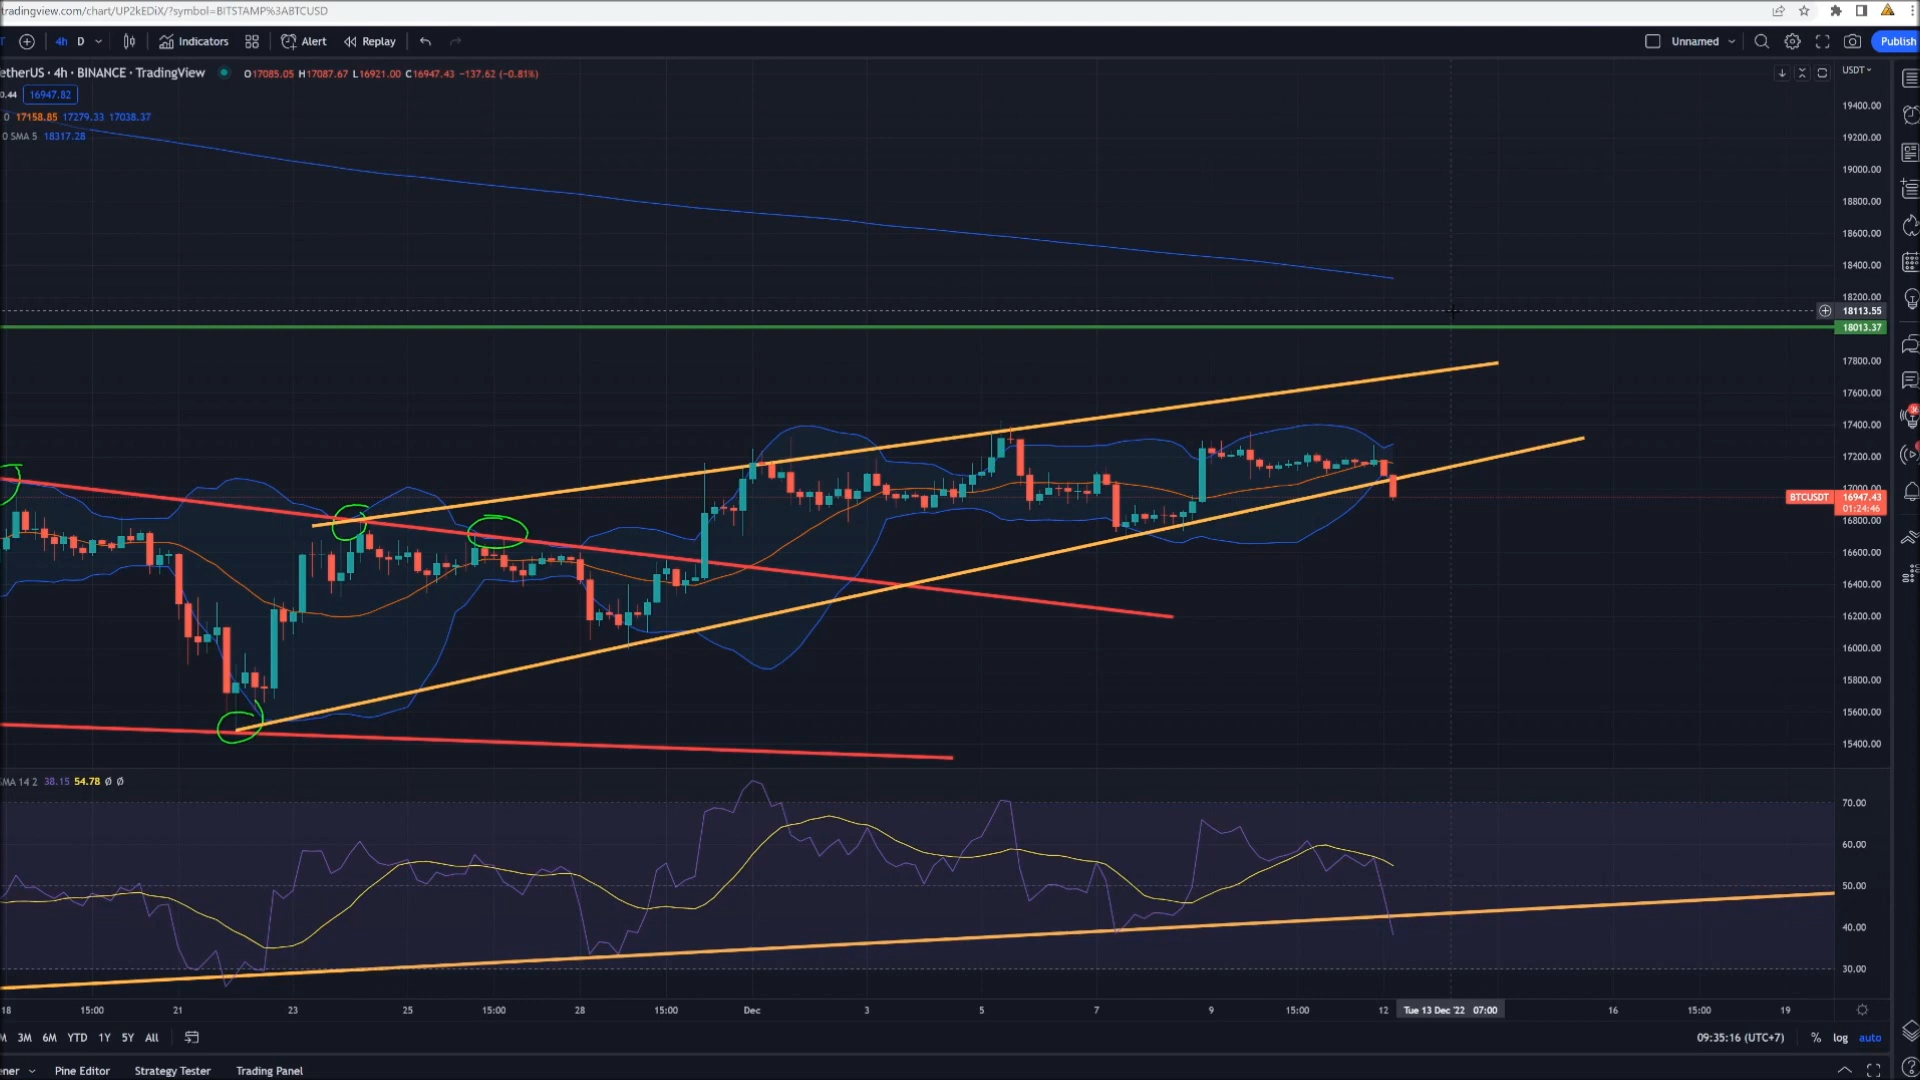 tradingview.com/chart/UP2kEDiX/?symbol=BITSTAMP%3ABTCUSD
4h D Indicators Alert Replay Unnamed Publish
etherUS · 4h · BINANCE · TradingView O17085.05 H17087.67 L16921.00 C16947.43 −137.62 (−0.81%) USDT
0.44 16947.82
0 17158.85 17279.33 17038.37
0 SMA 5 18317.28
19400.00
19200.00
19000.00
18800.00
18600.00
18400.00
18200.00
18113.55
18013.37
17800.00
17600.00
17400.00
17200.00
17000.00
BTCUSDT 16947.43
01:24:46
16800.00
16600.00
16400.00
16200.00
16000.00
15800.00
15600.00
15400.00
SMA 14 2 38.15 54.78 Ø Ø
70.00
60.00
50.00
40.00
30.00
18 15:00 21 23 25 15:00 28 15:00 Dec 3 5 7 9 15:00 12 Tue 13 Dec '22 07:00 16 15:00 19
M 3M 6M YTD 1Y 5Y All 09:35:16 (UTC+7) % log auto
ener Pine Editor Strategy Tester Trading Panel